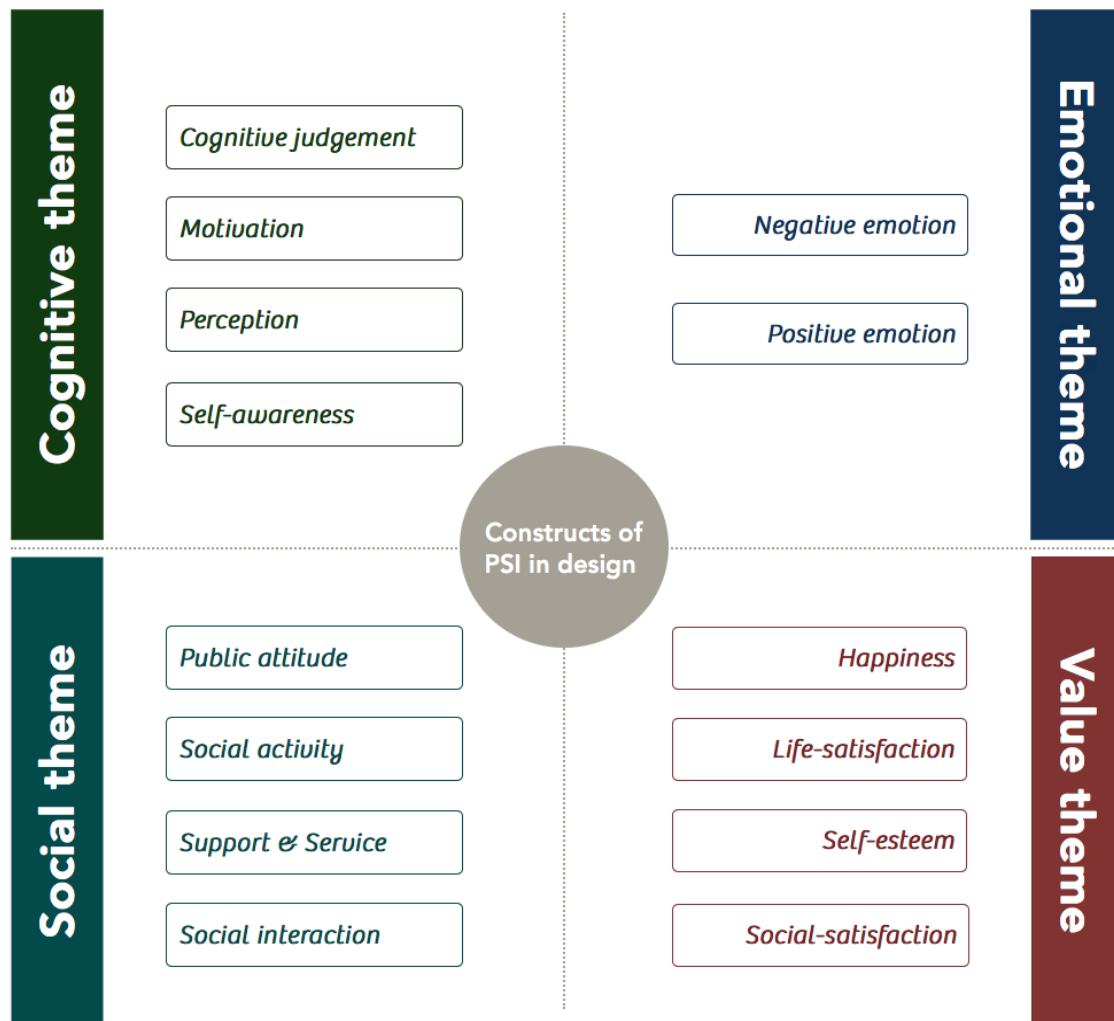 Cognitive theme
Cognitive judgement
Motivation
Perception
Self-awareness
Emotional theme
Negative emotion
Positive emotion
Constructs of
PSI in design
Social theme
Public attitude
Social activity
Support & Service
Social interaction
Value theme
Happiness
Life-satisfaction
Self-esteem
Social-satisfaction